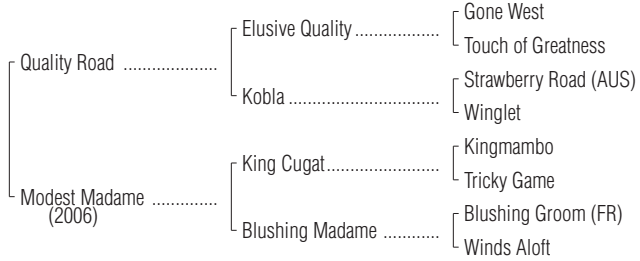 Gone West
Elusive Quality ..................
Touch of Greatness
Quality Road ....................
Strawberry Road (AUS)
Kobla ................................
Winglet
Kingmambo
King Cugat........................
Tricky Game
Modest Madame ..............
(2006)
Blushing Groom (FR)
Blushing Madame ............
Winds Aloft